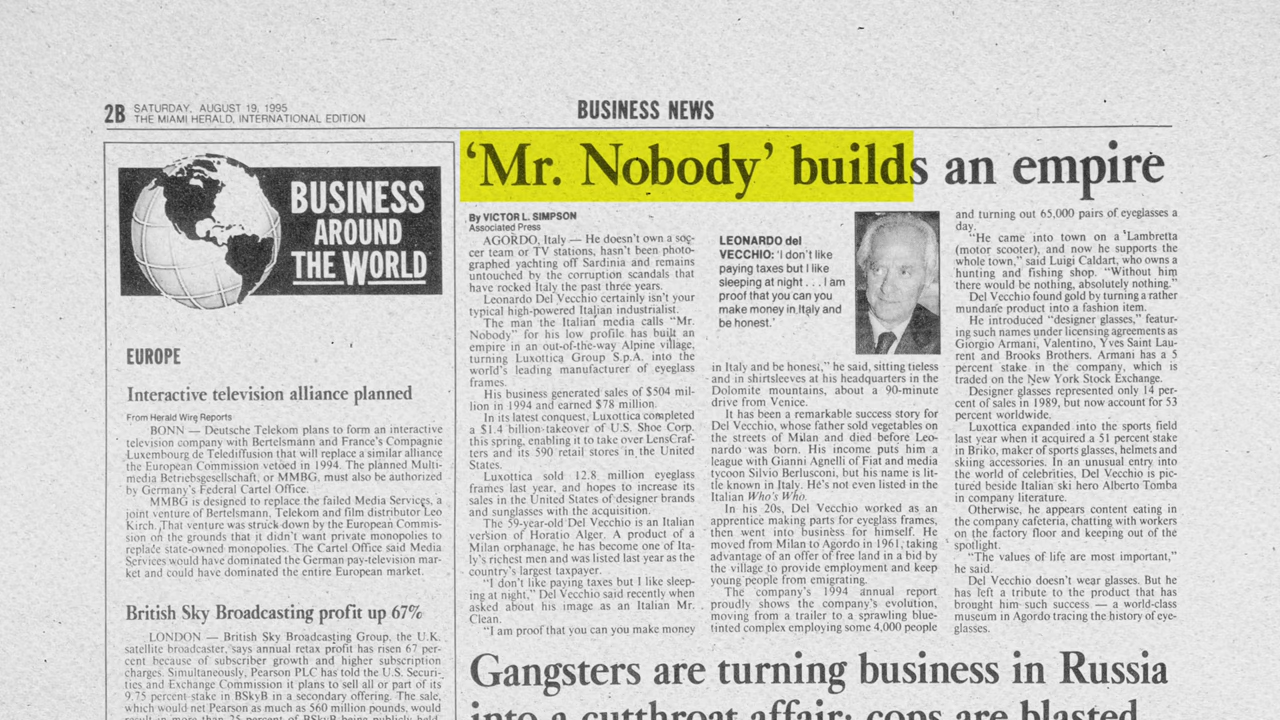 2B SATURDAY, AUGUST 19, 1995
THE MIAMI HERALD, INTERNATIONAL EDITION
BUSINESS NEWS
BUSINESS
AROUND
THE WORLD
EUROPE
Interactive television alliance planned
From Herald Wire Reports
BONN — Deutsche Telekom plans to form an interactive
television company with Bertelsmann and France's Compagnie
Luxembourg de Telediffusion that will replace a similar alliance
the European Commission vetoed in 1994. The planned Multi-
media Betriebsgesellschaft, or MMBG, must also be authorized
by Germany's Federal Cartel Office.
MMBG is designed to replace the failed Media Services, a
joint venture of Bertelsmann, Telekom and film distributor Leo
Kirch. That venture was struck down by the European Commis-
sion on the grounds that it didn't want private monopolies to
replace state-owned monopolies. The Cartel Office said Media
Services would have dominated the German pay-television mar-
ket and could have dominated the entire European market.
British Sky Broadcasting profit up 67%
LONDON — British Sky Broadcasting Group, the U.K.
satellite broadcaster, says annual retax profit has risen 67 per-
cent because of subscriber growth and higher subscription
charges. Simultaneously, Pearson PLC has told the U.S. Securi-
ties and Exchange Commission it plans to sell all or part of its
9.75 percent stake in BSkyB in a secondary offering. The sale,
which would net Pearson as much as 560 million pounds, would
result in more than 25 percent of BSkyB being publicly held.
'Mr. Nobody' builds an empire
By VICTOR L. SIMPSON
Associated Press
AGORDO, Italy — He doesn't own a soc-
cer team or TV stations, hasn't been photo-
graphed yachting off Sardinia and remains
untouched by the corruption scandals that
have rocked Italy the past three years.
Leonardo Del Vecchio certainly isn't your
typical high-powered Italian industrialist.
The man the Italian media calls "Mr.
Nobody" for his low profile has built an
empire in an out-of-the-way Alpine village,
turning Luxottica Group S.p.A. into the
world's leading manufacturer of eyeglass
frames.
His business generated sales of $504 mil-
lion in 1994 and earned $78 million.
In its latest conquest, Luxottica completed
a $1.4 billion takeover of U.S. Shoe Corp.
this spring, enabling it to take over LensCraf-
ters and its 590 retail stores in the United
States.
Luxottica sold 12.8 million eyeglass
frames last year, and hopes to increase its
sales in the United States of designer brands
and sunglasses with the acquisition.
The 59-year-old Del Vecchio is an Italian
version of Horatio Alger. A product of a
Milan orphanage, he has become one of Ita-
ly's richest men and was listed last year as the
country's largest taxpayer.
"I don't like paying taxes but I like sleep-
ing at night," Del Vecchio said recently when
asked about his image as an Italian Mr.
Clean.
"I am proof that you can you make money
LEONARDO del
VECCHIO: 'I don't like
paying taxes but I like
sleeping at night . . . I am
proof that you can you
make money in Italy and
be honest.'
in Italy and be honest," he said, sitting tieless
and in shirtsleeves at his headquarters in the
Dolomite mountains, about a 90-minute
drive from Venice.
It has been a remarkable success story for
Del Vecchio, whose father sold vegetables on
the streets of Milan and died before Leo-
nardo was born. His income puts him a
league with Gianni Agnelli of Fiat and media
tycoon Silvio Berlusconi, but his name is lit-
tle known in Italy. He's not even listed in the
Italian Who's Who.
In his 20s, Del Vecchio worked as an
apprentice making parts for eyeglass frames,
then went into business for himself. He
moved from Milan to Agordo in 1961, taking
advantage of an offer of free land in a bid by
the village to provide employment and keep
young people from emigrating.
The company's 1994 annual report
proudly shows the company's evolution,
moving from a trailer to a sprawling blue-
tinted complex employing some 4,000 people
and turning out 65,000 pairs of eyeglasses a
day.
"He came into town on a Lambretta
(motor scooter), and now he supports the
whole town," said Luigi Caldart, who owns a
hunting and fishing shop. "Without him
there would be nothing, absolutely nothing."
Del Vecchio found gold by turning a rather
mundane product into a fashion item.
He introduced "designer glasses," featur-
ing such names under licensing agreements as
Giorgio Armani, Valentino, Yves Saint Lau-
rent and Brooks Brothers. Armani has a 5
percent stake in the company, which is
traded on the New York Stock Exchange.
Designer glasses represented only 14 per-
cent of sales in 1989, but now account for 53
percent worldwide.
Luxottica expanded into the sports field
last year when it acquired a 51 percent stake
in Briko, maker of sports glasses, helmets and
skiing accessories. In an unusual entry into
the world of celebrities, Del Vecchio is pic-
tured beside Italian ski hero Alberto Tomba
in company literature.
Otherwise, he appears content eating in
the company cafeteria, chatting with workers
on the factory floor and keeping out of the
spotlight.
"The values of life are most important,"
he said.
Del Vecchio doesn't wear glasses. But he
has left a tribute to the product that has
brought him such success — a world-class
museum in Agordo tracing the history of eye-
glasses.
Gangsters are turning business in Russia
into a cutthroat affair; cops are blasted